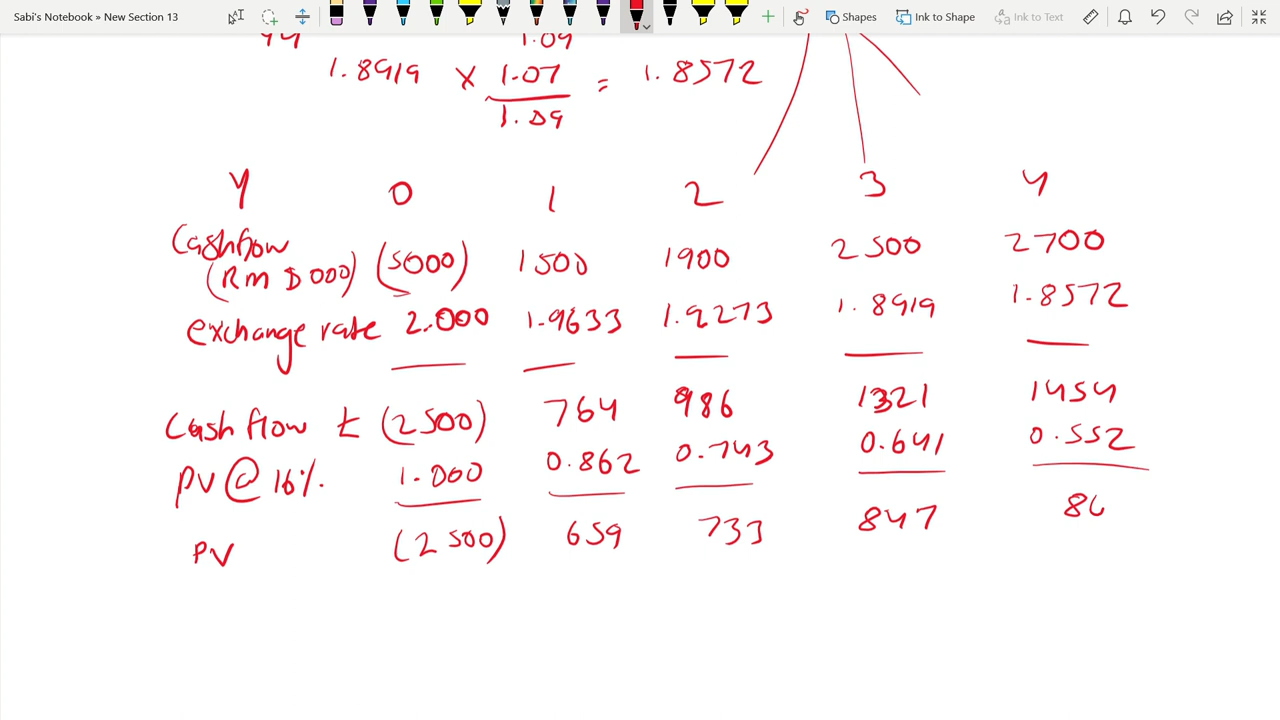 Sabi's Notebook » New Section 13
Shapes
Ink to Shape
Ink to Text
1.09
1.8919 x 1.07 = 1.8572
1.09
Y 0 1 2 3 4
Cashflow
(Rm $ 000) (5000) 1500 1900 2500 2700
exchange rate 2.000 1.9633 1.9273 1.8919 1.8572
Cash flow £ (2500) 764 986 1321 1454
PV @ 16%. 1.000 0.862 0.743 0.641 0.552
PV (2500) 659 733 847 80